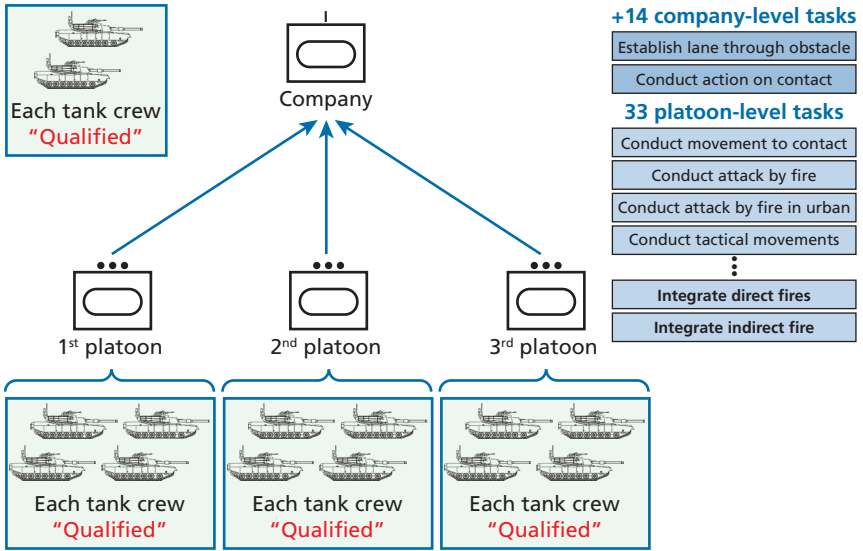 Each tank crew
“Qualified”
Company
+14 company-level tasks
Establish lane through obstacle
Conduct action on contact
33 platoon-level tasks
Conduct movement to contact
Conduct attack by fire
Conduct attack by fire in urban
Conduct tactical movements
Integrate direct fires
Integrate indirect fire
1st platoon
2nd platoon
3rd platoon
Each tank crew
“Qualified”
Each tank crew
“Qualified”
Each tank crew
“Qualified”